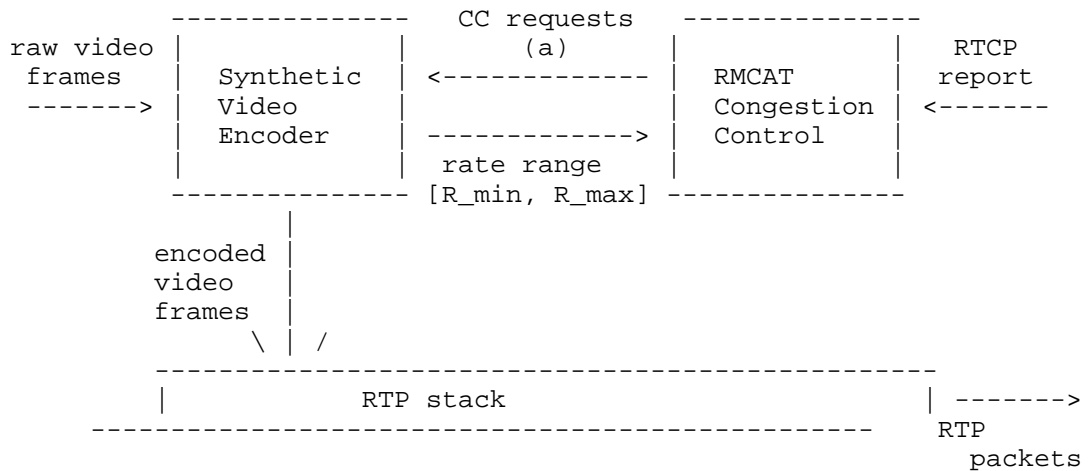 --------------- CC requests ---------------
raw video | | (a) | | RTCP
frames | Synthetic | <------------- | RMCAT | report
-------> | Video | | Congestion | <-------
| Encoder | -------------> | Control |
| | rate range | |
--------------- [R_min, R_max] ---------------
|
encoded |
video |
frames |
\ | /
-------------------------------------------------
| RTP stack | ------->
------------------------------------------------- RTP
packets